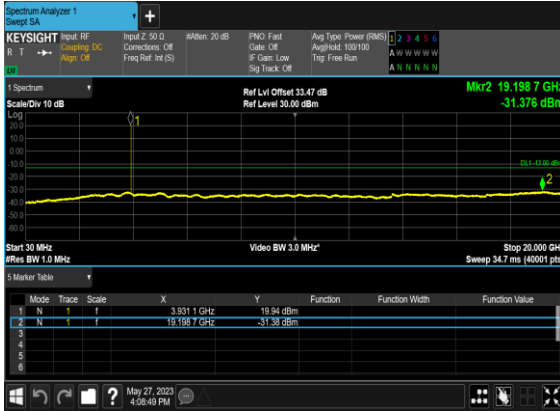 Spectrum Analyzer 1
Swept SA
+
KEYSIGHT Input: RF Input Z: 50 Ω #Atten: 20 dB PNO: Fast Avg Type: Power (RMS) 1 2 3 4 5 6
R T Coupling: DC Corrections: Off Gate: Off Avg|Hold: 100/100 A W W W W W
Align: Off Freq Ref: Int (S) IF Gain: Low Trig: Free Run
Sig Track: Off A N N N N N
1 Spectrum Ref Lvl Offset 33.47 dB Mkr2 19.198 7 GHz
Scale/Div 10 dB Ref Level 30.00 dBm -31.376 dBm
Log
20.0
10.0
0.00
-10.0
-20.0
-30.0
-40.0
-50.0
-60.0
1
DL1 -13.00 dBm
2
Start 30 MHz Video BW 3.0 MHz* Stop 20.000 GHz
#Res BW 1.0 MHz Sweep 34.7 ms (40001 pts)
5 Marker Table
Mode Trace Scale X Y Function Function Width Function Value
1 N 1 f 3.931 1 GHz 19.94 dBm
2 N 1 f 19.198 7 GHz -31.38 dBm
3
4
5
6
May 27, 2023
4:08:49 PM
?